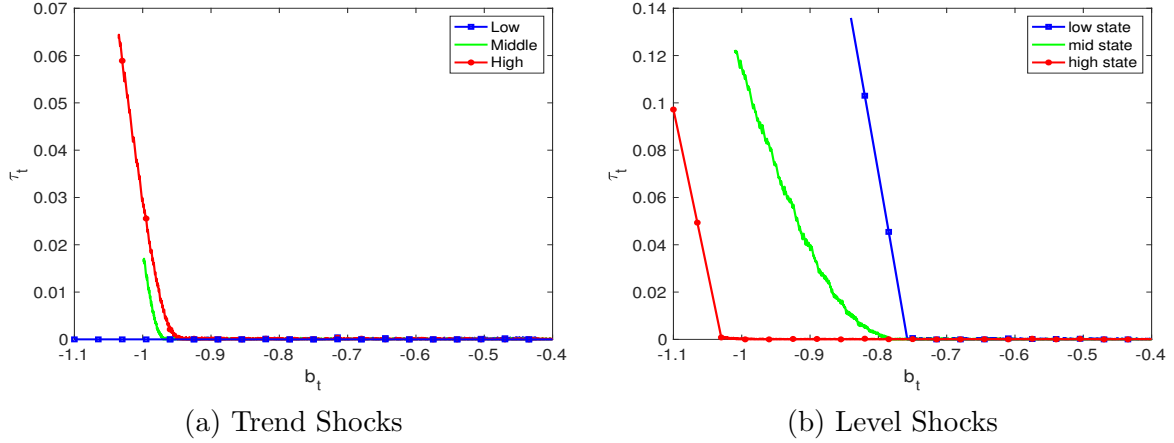 0.07
0.06
0.05
0.04
0.03
0.02
0.01
0
τt
-1.1 -1 -0.9 -0.8 -0.7 -0.6 -0.5 -0.4
bt
Low
Middle
High
(a) Trend Shocks
0.14
0.12
0.1
0.08
0.06
0.04
0.02
0
τt
-1.1 -1 -0.9 -0.8 -0.7 -0.6 -0.5 -0.4
bt
low state
mid state
high state
(b) Level Shocks